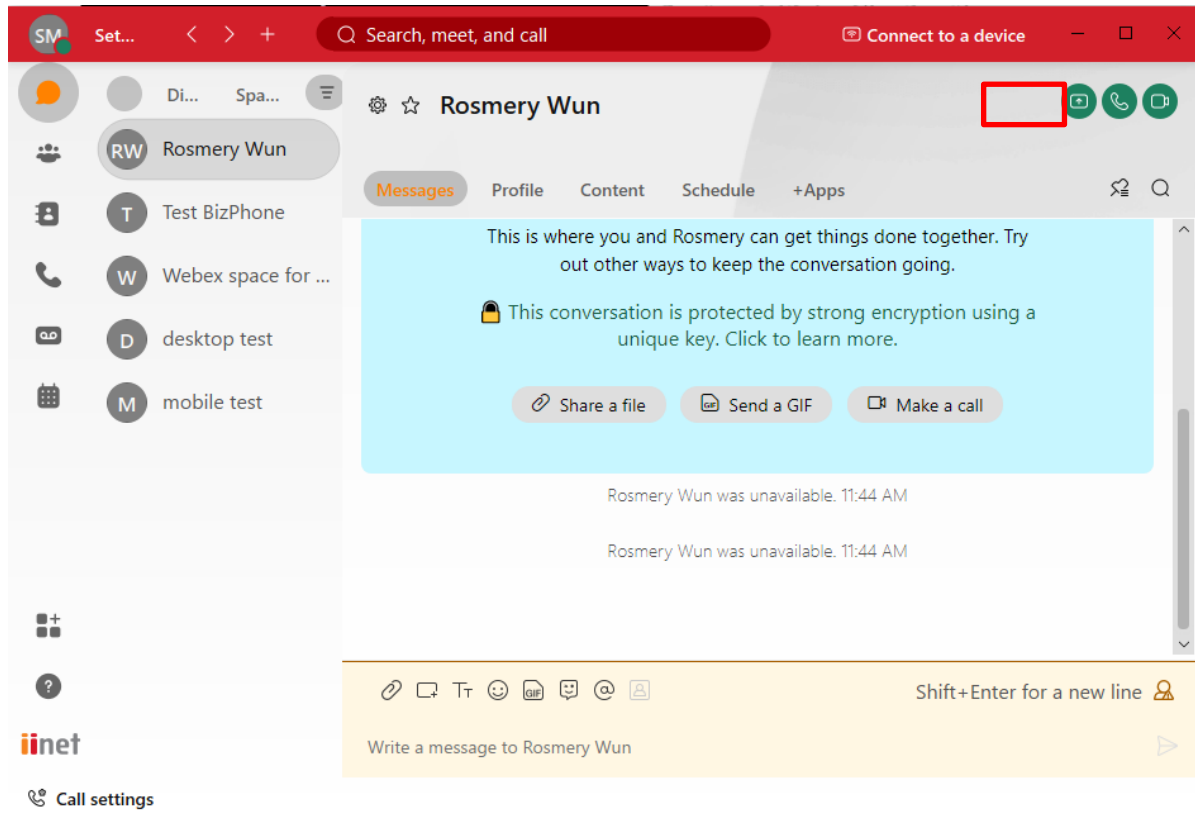 SM
Set...
Search, meet, and call
Connect to a device
Di...
Spa...
RW
Rosmery Wun
T
Test BizPhone
W
Webex space for ...
D
desktop test
M
mobile test
iinet
Call settings
Rosmery Wun
Messages
Profile
Content
Schedule
+Apps
This is where you and Rosmery can get things done together. Try
out other ways to keep the conversation going.
This conversation is protected by strong encryption using a
unique key. Click to learn more.
Share a file
GIF
Send a GIF
Make a call
Rosmery Wun was unavailable. 11:44 AM
Rosmery Wun was unavailable. 11:44 AM
GIF
Shift+Enter for a new line
Write a message to Rosmery Wun